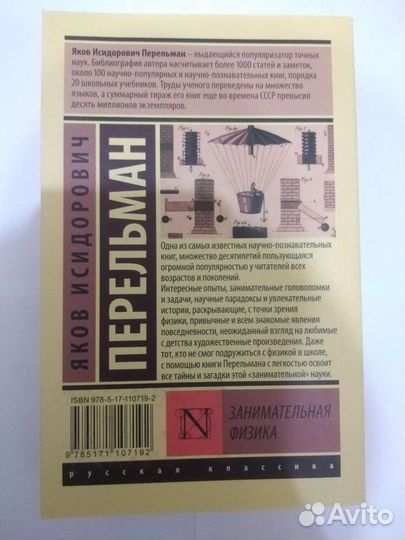 Яков Исидорович Перельман – выдающийся популяризатор точных
наук. Библиография автора насчитывает более 1000 статей и заметок,
около 100 научно-популярных и научно-познавательных книг, порядка
20 школьных учебников. Труды ученого переведены на множество
языков, а суммарный тираж его книг еще во времена СССР превысил
десять миллионов экземпляров.
ЯКОВ ИСИДОРОВИЧ
ПЕРЕЛЬМАН
Одна из самых известных научно-познавательных
книг, множество десятилетий пользующаяся
огромной популярностью у читателей всех
возрастов и поколений.
Интересные опыты, занимательные головоломки
и задачи, научные парадоксы и увлекательные
истории, раскрывающие, с точки зрения
физики, привычные и всем знакомые явления
повседневности, неожиданный взгляд на любимые
с детства художественные произведения. Даже
тот, кто не смог подружиться с физикой в школе,
с помощью книги Перельмана с легкостью освоит
все тайны и загадки этой «занимательной» науки.
ISBN 978-5-17-110719-2
9 785171 107192
N
ЗАНИМАТЕЛЬНАЯ
ФИЗИКА
русская классика
Avito